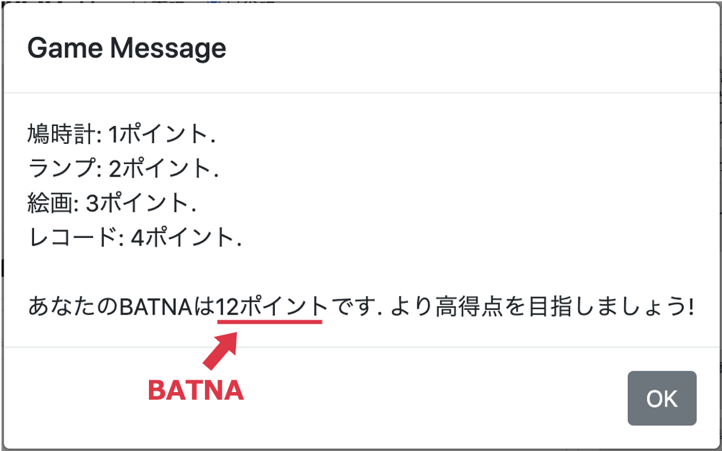 Game Message
鳩時計: 1ポイント.
ランプ: 2ポイント.
絵画: 3ポイント.
レコード: 4ポイント.
あなたのBATNAは12ポイントです. より高得点を目指しましょう!
BATNA
OK